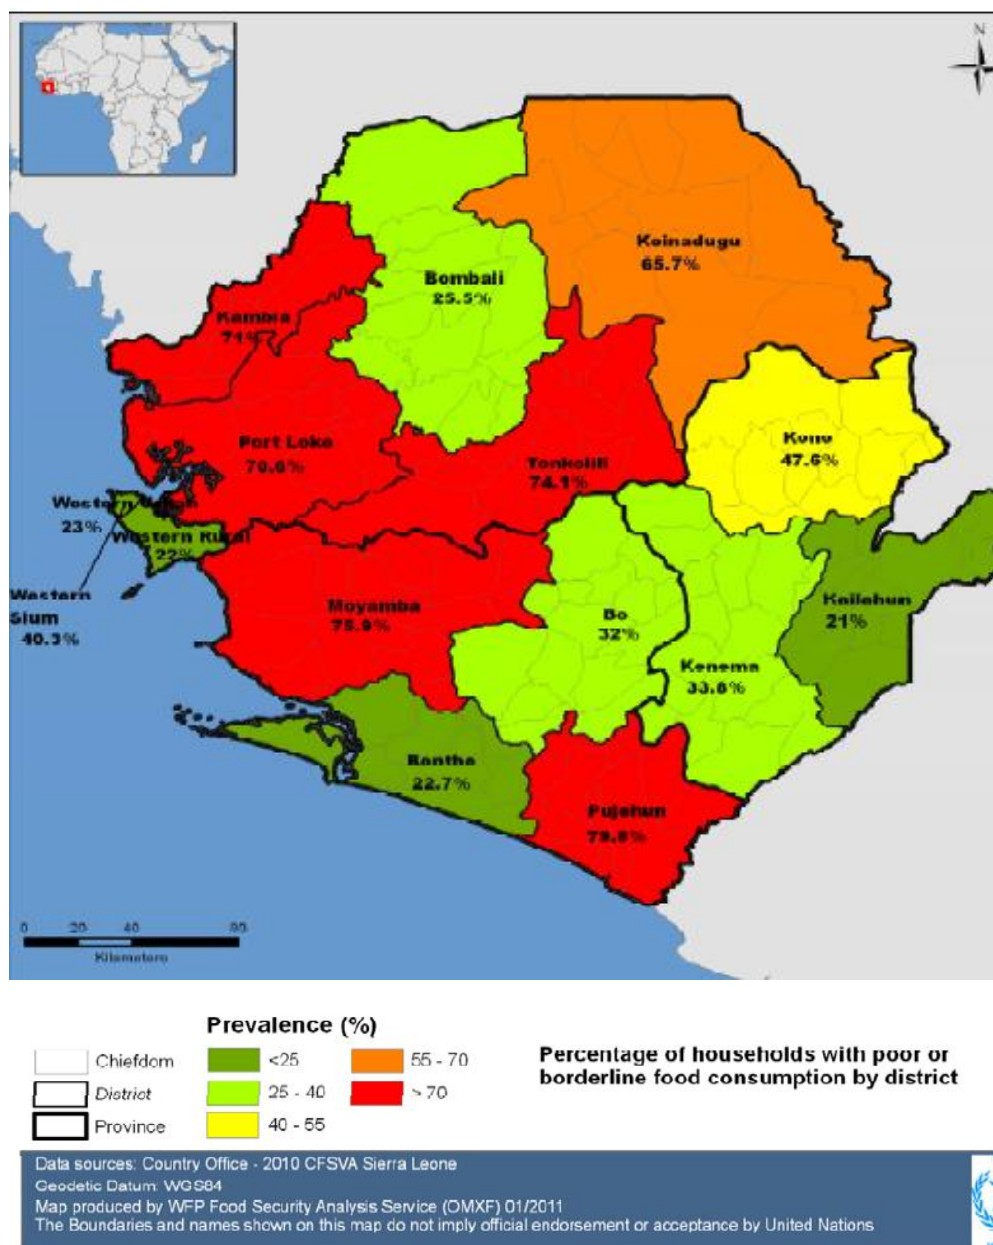 N
Koinadugu
65.7%
Bombali
25.5%
Kambia
71%
Port Loko
70.6%
Tonkolili
74.1%
Kono
47.6%
Western
23%
Western Rural
22%
Western
Slum
40.3%
Moyamba
75.9%
Bo
32%
Kenema
33.8%
Kailahun
21%
Bonthe
22.7%
Pujehun
79.8%
0 20 40 80
Kilometers
Prevalence (%)
Chiefdom
District
Province
<25
25 - 40
40 - 55
55 - 70
> 70
Percentage of households with poor or
borderline food consumption by district
Data sources: Country Office - 2010 CFSVA Sierra Leone
Geodetic Datum: WGS84
Map produced by WFP Food Security Analysis Service (OMXF) 01/2011
The Boundaries and names shown on this map do not imply official endorsement or acceptance by United Nations